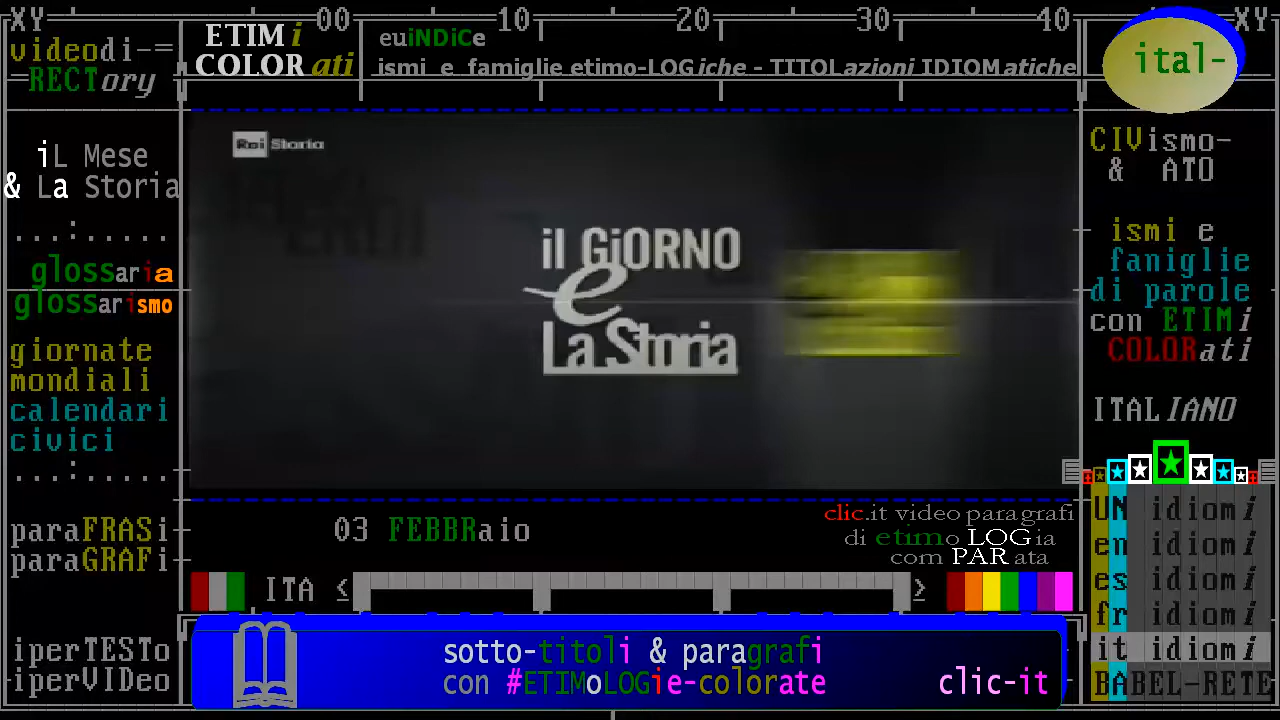 XY 00 10 20 30 40 XY
videodi-=
=RECTory
ETIMi
COLORati
euiNDiCe
ismi e famiglie etimo-LOGiche - TITOLazioni IDIOMatiche
ital-
iL Mese
& La Storia
...:.....
glossaria
glossarismo
giornate
mondiali
calendari
civici
...:.....
paraFRASi
paraGRAFi
iperTESTo
iperVIDeo
Rai Storia
il GiORNO
e
La Storia
03 FEBBRaio
clic.it video paragrafi
di etimoLOGia
comPARata
ITA < >
sotto-titoli & paragrafi
con #ETIMoLOGie-colorate
clic-it
CIVismo-
& ATO
ismi e
famiglie
di parole
con ETIMi
COLORati
ITALIANO
UN idiomi
en idiomi
es idiomi
fr idiomi
it idiomi
BABEL-RETE